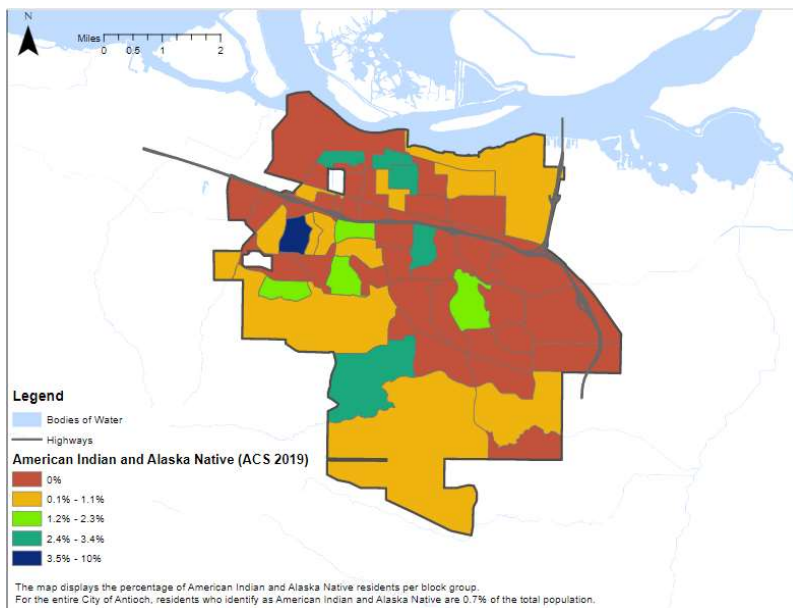 N
Miles
0 0.5 1 2
Legend
Bodies of Water
Highways
American Indian and Alaska Native (ACS 2019)
0%
0.1% - 1.1%
1.2% - 2.3%
2.4% - 3.4%
3.5% - 10%
The map displays the percentage of American Indian and Alaska Native residents per block group.
For the entire City of Antioch, residents who identify as American Indian and Alaska Native are 0.7% of the total population.